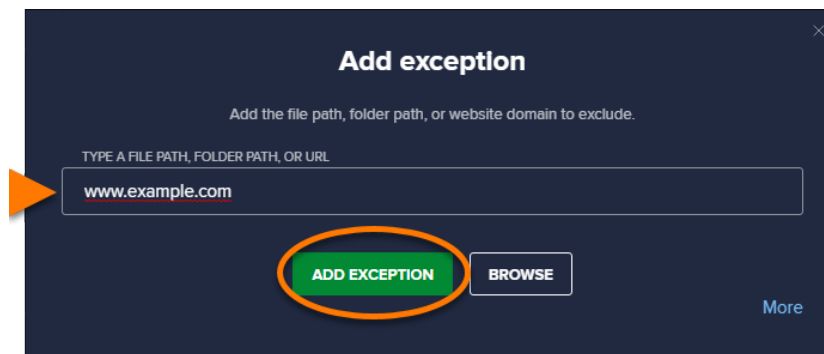 Add exception
Add the file path, folder path, or website domain to exclude.
TYPE A FILE PATH, FOLDER PATH, OR URL
www.example.com
ADD EXCEPTION BROWSE
More